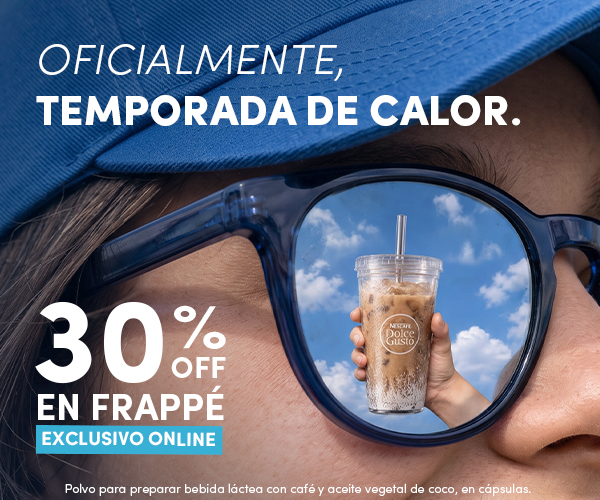 OFICIALMENTE,
TEMPORADA DE CALOR.
NESCAFÉ
Dolce
Gusto
30%
OFF
EN FRAPPÉ
EXCLUSIVO ONLINE
Polvo para preparar bebida láctea con café y aceite vegetal de coco, en cápsulas.